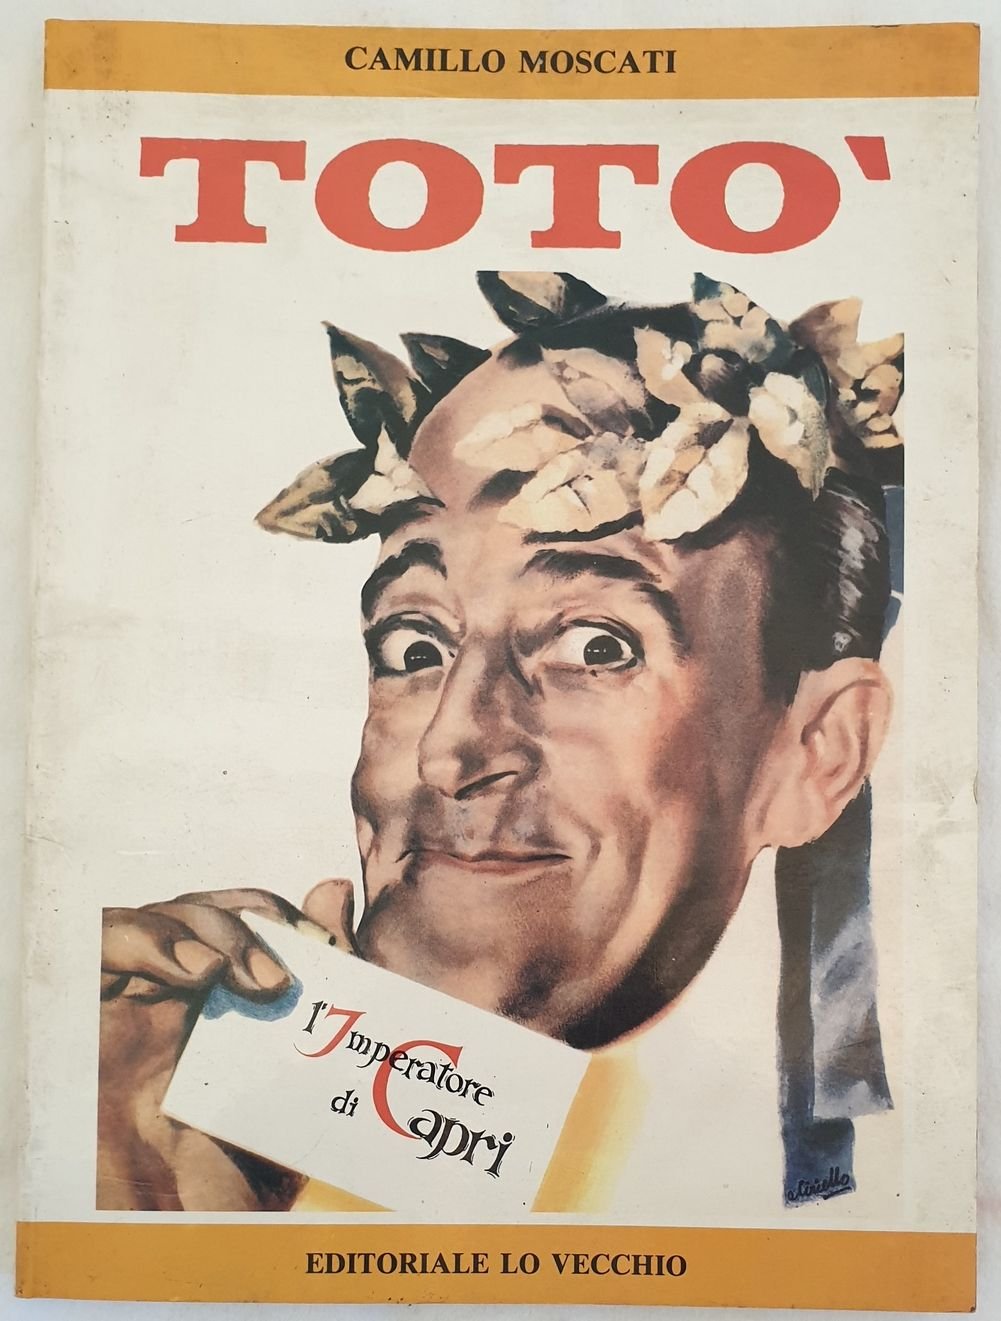 CAMILLO MOSCATI
TOTO'
l'Imperatore
di Capri
EDITORIALE LO VECCHIO